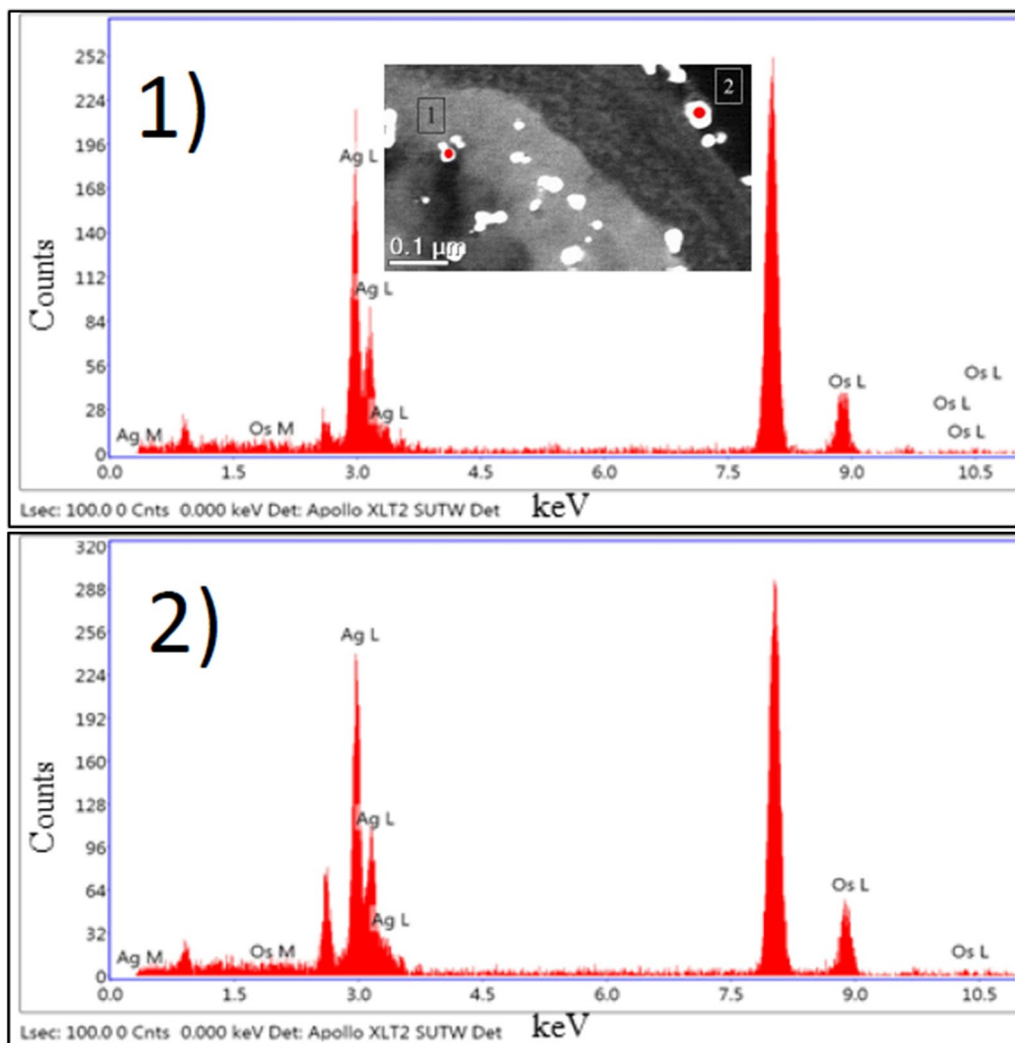 1)
252
224
196
168
140
112
84
56
28
0
Counts
Ag L
Ag L
Ag L
Ag M
Os M
1
2
0.1 μm
Os L
Os L
Os L
Os L
0.0 1.5 3.0 4.5 6.0 7.5 9.0 10.5
Lsec: 100.0 0 Cnts 0.000 keV Det: Apollo XLT2 SUTW Det
keV
2)
320
288
256
224
192
160
128
96
64
32
0
Counts
Ag L
Ag L
Ag L
Ag M
Os M
Os L
Os L
0.0 1.5 3.0 4.5 6.0 7.5 9.0 10.5
Lsec: 100.0 0 Cnts 0.000 keV Det: Apollo XLT2 SUTW Det
keV